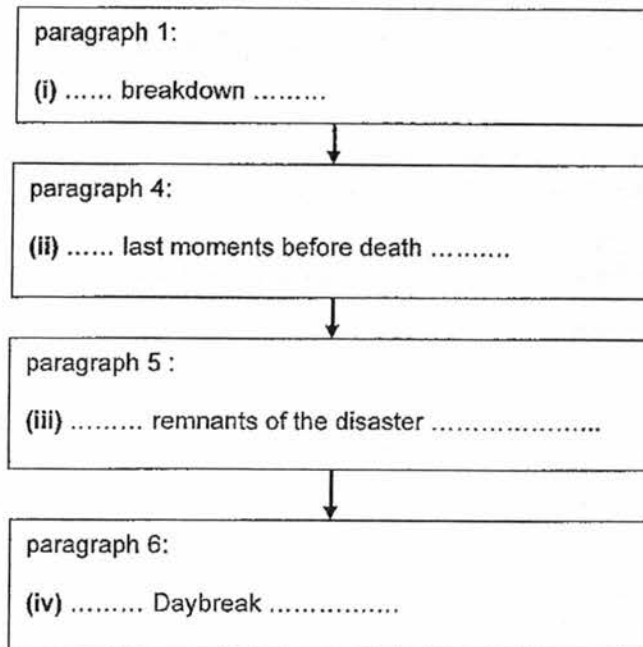 paragraph 1:
(i) ...... breakdown .........
paragraph 4:
(ii) ...... last moments before death ..........
paragraph 5 :
(iii) ......... remnants of the disaster ......................
paragraph 6:
(iv) ......... Daybreak ................